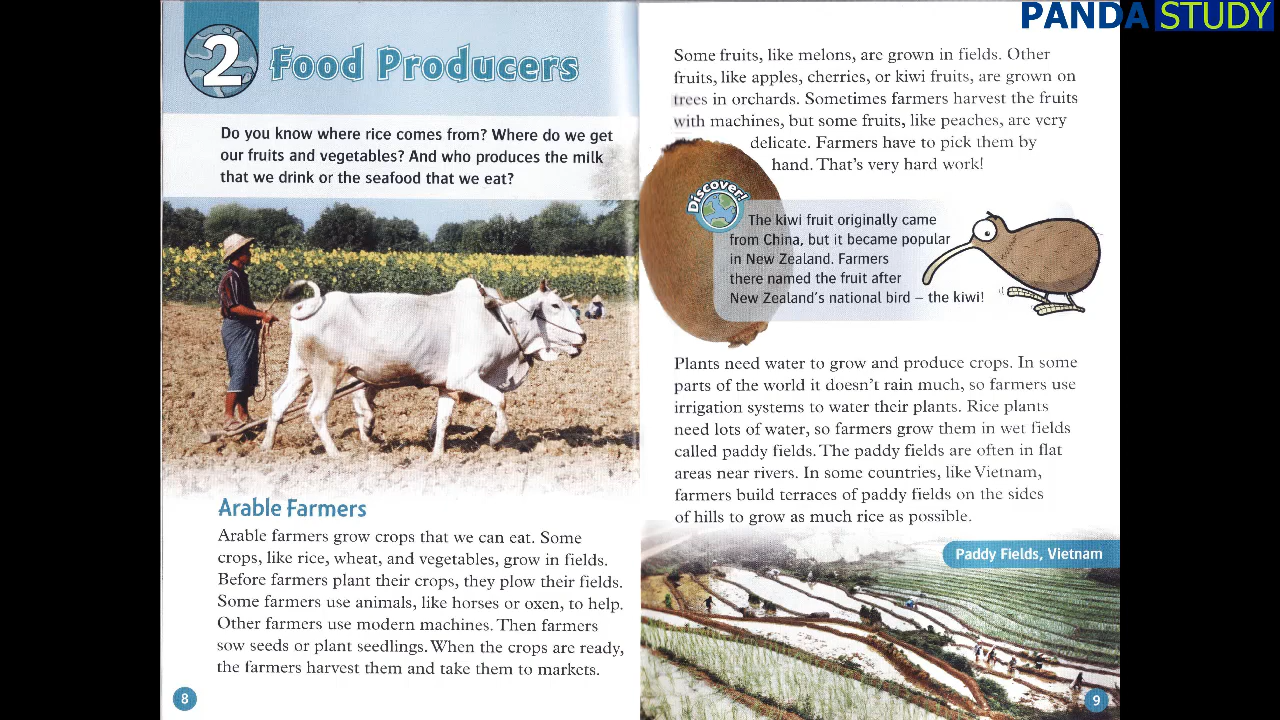 PANDA STUDY
2 Food Producers
Do you know where rice comes from? Where do we get
our fruits and vegetables? And who produces the milk
that we drink or the seafood that we eat?
Arable Farmers
Arable farmers grow crops that we can eat. Some
crops, like rice, wheat, and vegetables, grow in fields.
Before farmers plant their crops, they plow their fields.
Some farmers use animals, like horses or oxen, to help.
Other farmers use modern machines. Then farmers
sow seeds or plant seedlings. When the crops are ready,
the farmers harvest them and take them to markets.
8
Some fruits, like melons, are grown in fields. Other
fruits, like apples, cherries, or kiwi fruits, are grown on
trees in orchards. Sometimes farmers harvest the fruits
with machines, but some fruits, like peaches, are very
delicate. Farmers have to pick them by
hand. That's very hard work!
Discover!
The kiwi fruit originally came
from China, but it became popular
in New Zealand. Farmers
there named the fruit after
New Zealand's national bird – the kiwi!
Plants need water to grow and produce crops. In some
parts of the world it doesn't rain much, so farmers use
irrigation systems to water their plants. Rice plants
need lots of water, so farmers grow them in wet fields
called paddy fields. The paddy fields are often in flat
areas near rivers. In some countries, like Vietnam,
farmers build terraces of paddy fields on the sides
of hills to grow as much rice as possible.
Paddy Fields, Vietnam
9